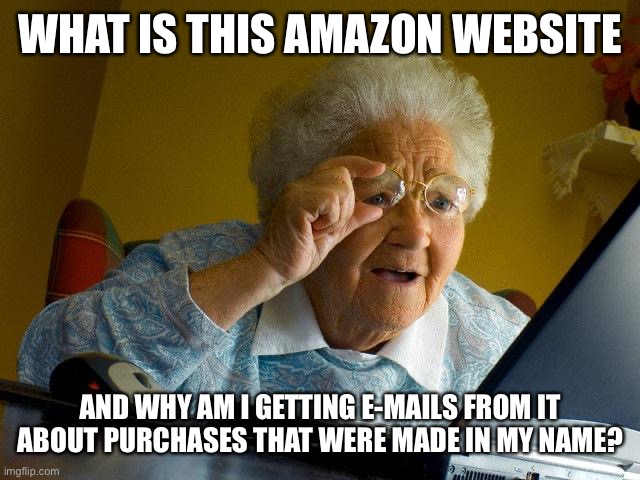 WHAT IS THIS AMAZON WEBSITE
AND WHY AM I GETTING E-MAILS FROM IT
ABOUT PURCHASES THAT WERE MADE IN MY NAME?
imgflip.com